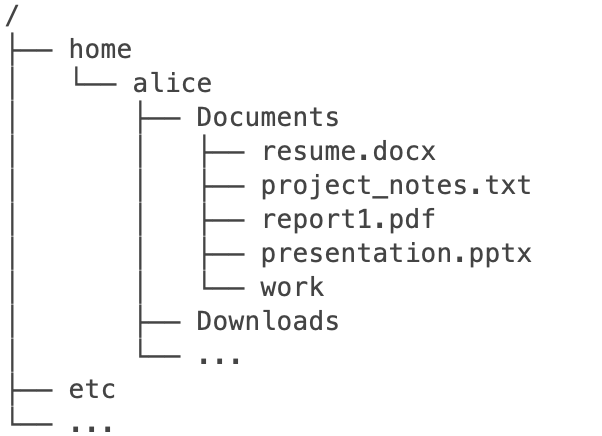 /
├── home
│   └── alice
│       ├── Documents
│       │   ├── resume.docx
│       │   ├── project_notes.txt
│       │   ├── report1.pdf
│       │   ├── presentation.pptx
│       │   └── work
│       ├── Downloads
│       └── ...
├── etc
└── ...